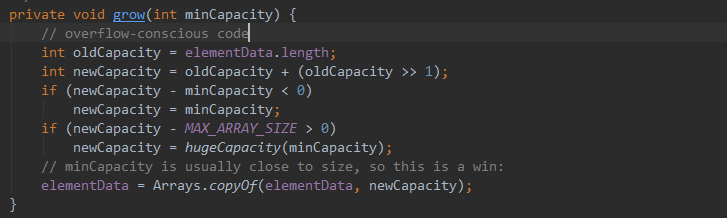 private void grow(int minCapacity) {
// overflow-conscious code
int oldCapacity = elementData.length;
int newCapacity = oldCapacity + (oldCapacity >> 1);
if (newCapacity - minCapacity < 0)
newCapacity = minCapacity;
if (newCapacity - MAX_ARRAY_SIZE > 0)
newCapacity = hugeCapacity(minCapacity);
// minCapacity is usually close to size, so this is a win:
elementData = Arrays.copyOf(elementData, newCapacity);
}